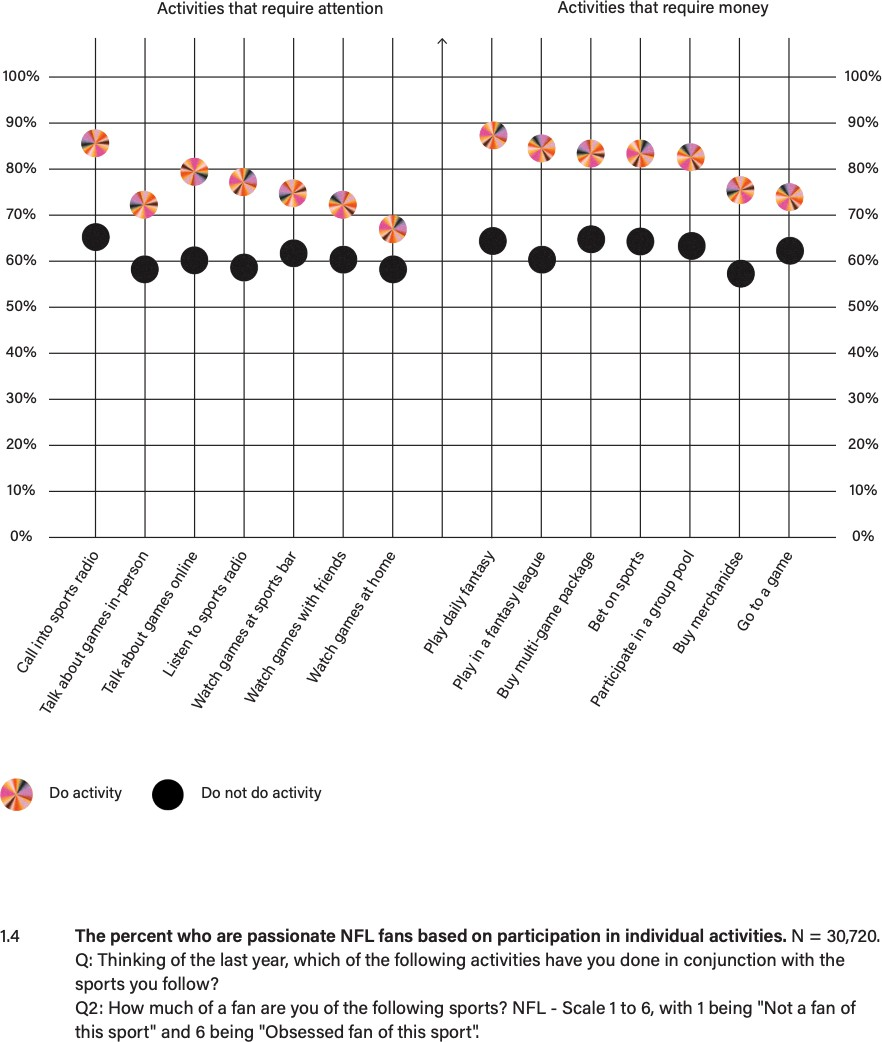 Activities that require attention
Activities that require money
100%
90%
80%
70%
60%
50%
40%
30%
20%
10%
0%
100%
90%
80%
70%
60%
50%
40%
30%
20%
10%
0%
Call into sports radio
Talk about games in-person
Talk about games online
Listen to sports radio
Watch games at sports bar
Watch games with friends
Watch games at home
Play daily fantasy
Play in a fantasy league
Buy multi-game package
Bet on sports
Participate in a group pool
Buy merchanidse
Go to a game
Do activity
Do not do activity
1.4 The percent who are passionate NFL fans based on participation in individual activities. N = 30,720.
Q: Thinking of the last year, which of the following activities have you done in conjunction with the
sports you follow?
Q2: How much of a fan are you of the following sports? NFL - Scale 1 to 6, with 1 being "Not a fan of
this sport" and 6 being "Obsessed fan of this sport".